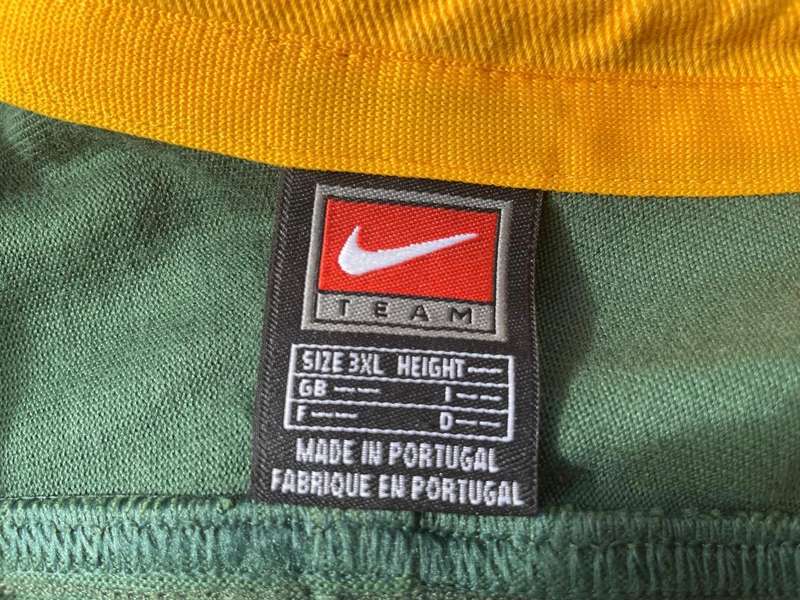 TEAM
SIZE 3XL HEIGHT---
GB --- I ---
F --- D---
MADE IN PORTUGAL
FABRIQUE EN PORTUGAL